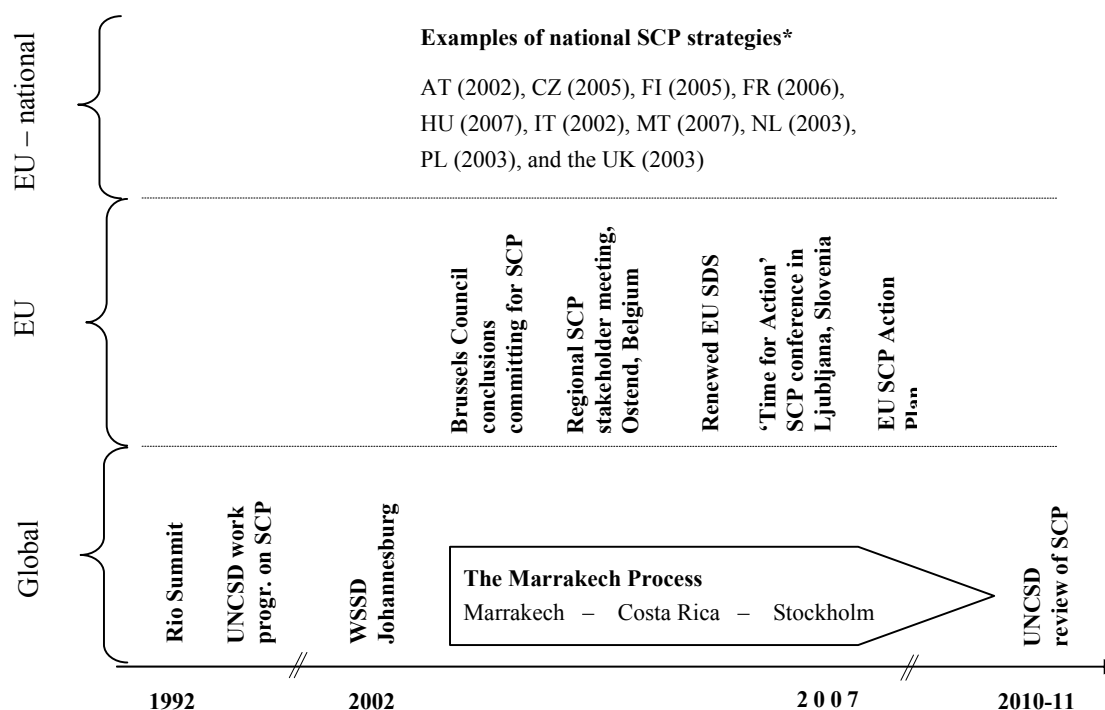 EU – national
Examples of national SCP strategies*
AT (2002), CZ (2005), FI (2005), FR (2006),
HU (2007), IT (2002), MT (2007), NL (2003),
PL (2003), and the UK (2003)
EU
Brussels Council
conclusions
committing for SCP
Regional SCP
stakeholder meeting,
Ostend, Belgium
Renewed EU SDS
‘Time for Action’
SCP conference in
Ljubljana, Slovenia
EU SCP Action
Plan
Global
Rio Summit
UNCSD work
progr. on SCP
WSSD
Johannesburg
The Marrakech Process
Marrakech – Costa Rica – Stockholm
UNCSD
review of SCP
1992
2002
2 0 0 7
2010-11